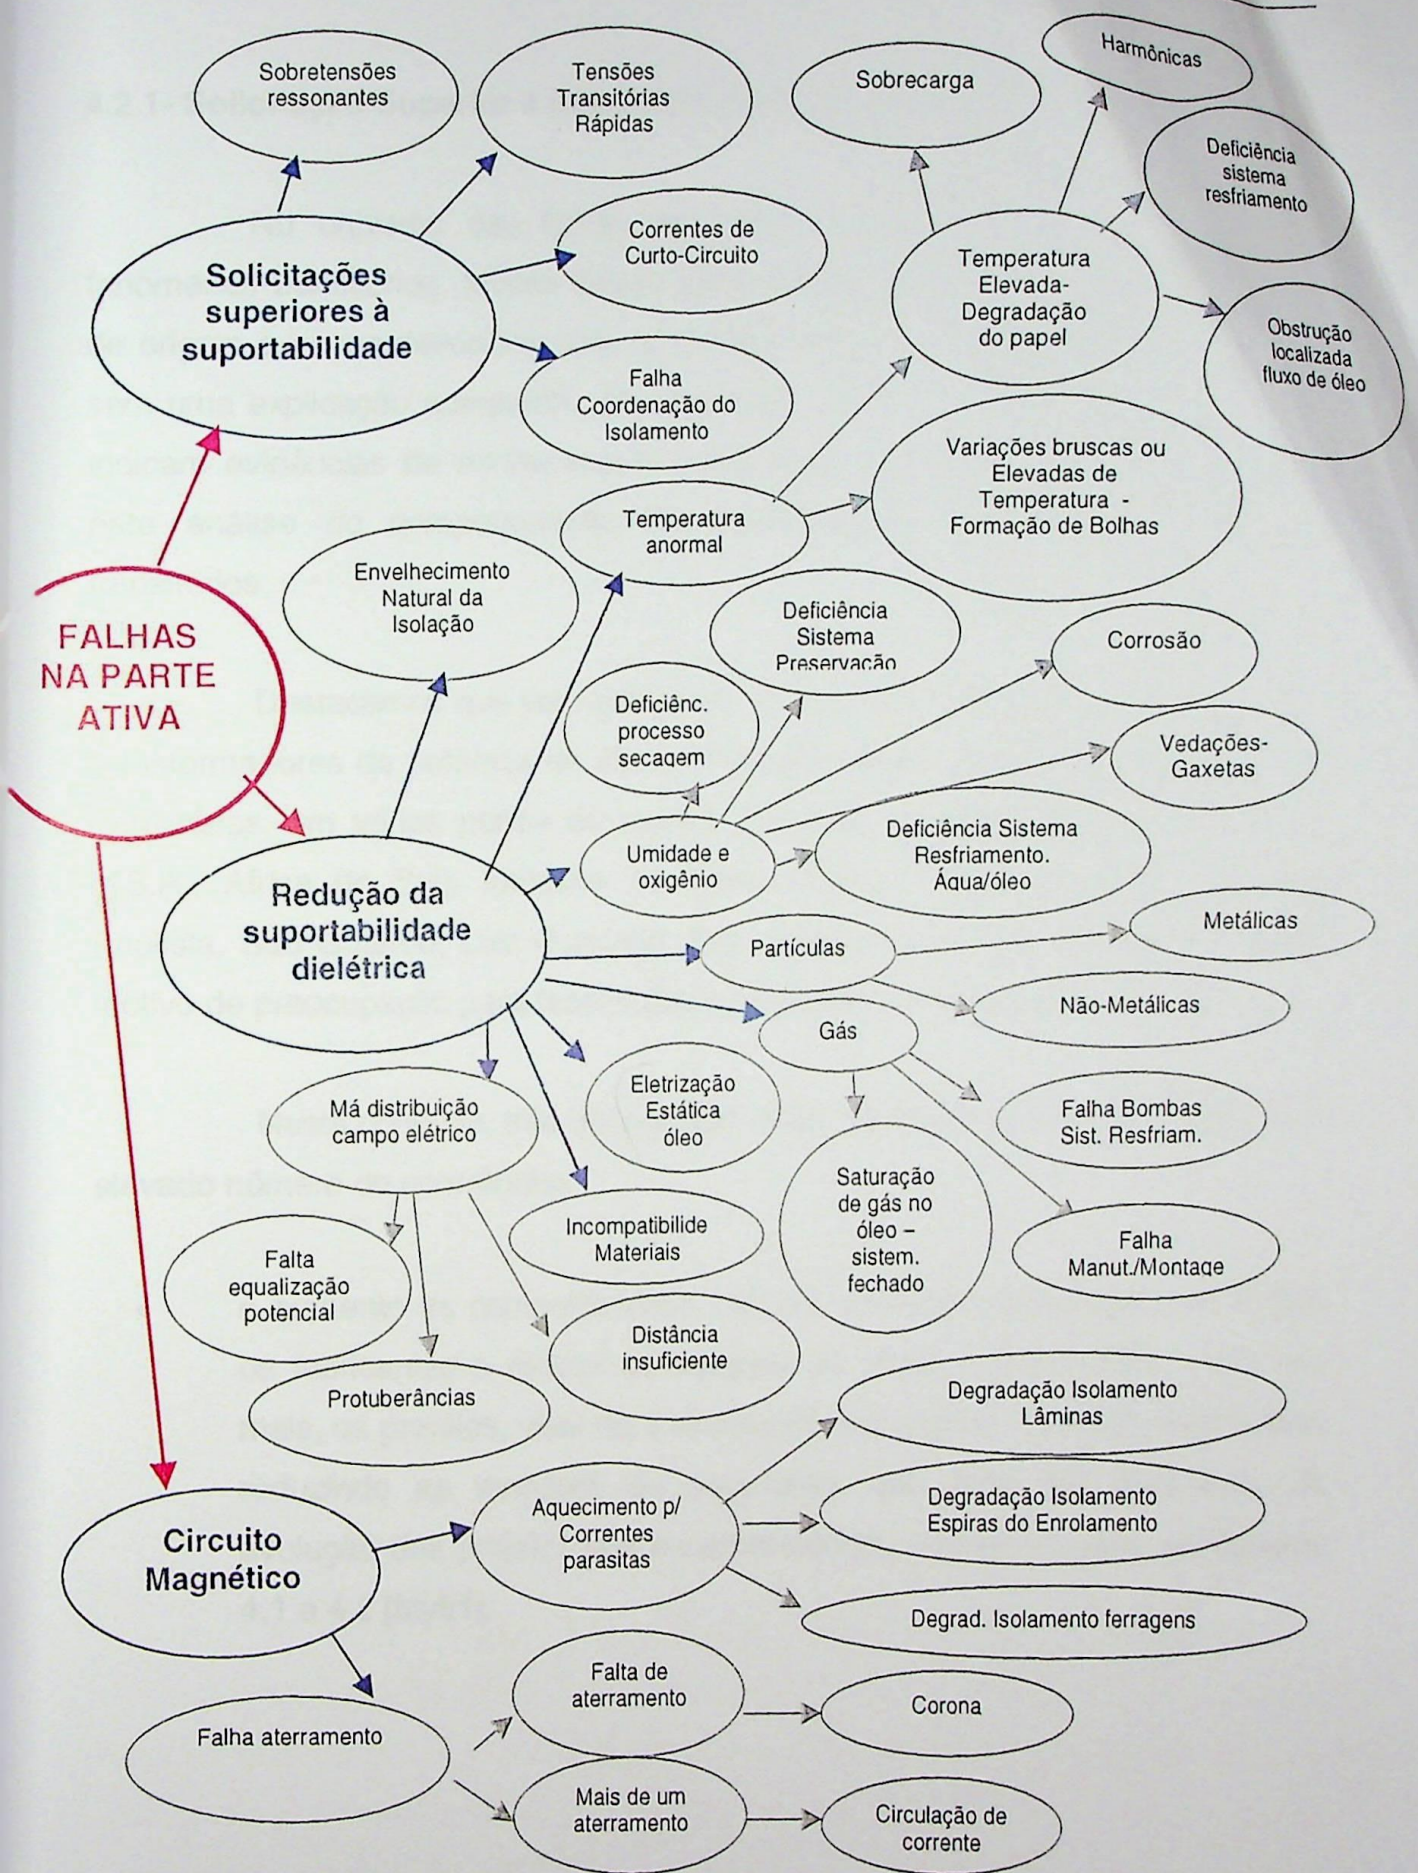 Sobretensões
ressonantes
Tensões
Transitórias
Rápidas
Sobrecarga
Harmônicas
Deficiência
sistema
resfriamento
Solicitações
superiores à
suportabilidade
Correntes de
Curto-Circuito
Temperatura
Elevada-
Degradação
do papel
Obstrução
localizada
fluxo de óleo
Falha
Coordenação do
Isolamento
Variações bruscas ou
Elevadas de
Temperatura -
Formação de Bolhas
Temperatura
anormal
Envelhecimento
Natural da
Isolação
FALHAS
NA PARTE
ATIVA
Deficiência
Sistema
Preservação
Corrosão
Deficiênc.
processo
secagem
Vedações-
Gaxetas
Umidade e
oxigênio
Deficiência Sistema
Resfriamento.
Água/óleo
Redução da
suportabilidade
dielétrica
Partículas
Metálicas
Não-Metálicas
Gás
Má distribuição
campo elétrico
Eletrização
Estática
óleo
Falha Bombas
Sist. Resfriam.
Saturação
de gás no
óleo –
sistem.
fechado
Incompatibilide
Materiais
Falha
Manut./Montage
Falta
equalização
potencial
Distância
insuficiente
Protuberâncias
Degradação Isolamento
Lâminas
Circuito
Magnético
Aquecimento p/
Correntes
parasitas
Degradação Isolamento
Espiras do Enrolamento
Degrad. Isolamento ferragens
Falha aterramento
Falta de
aterramento
Corona
Mais de um
aterramento
Circulação de
corrente